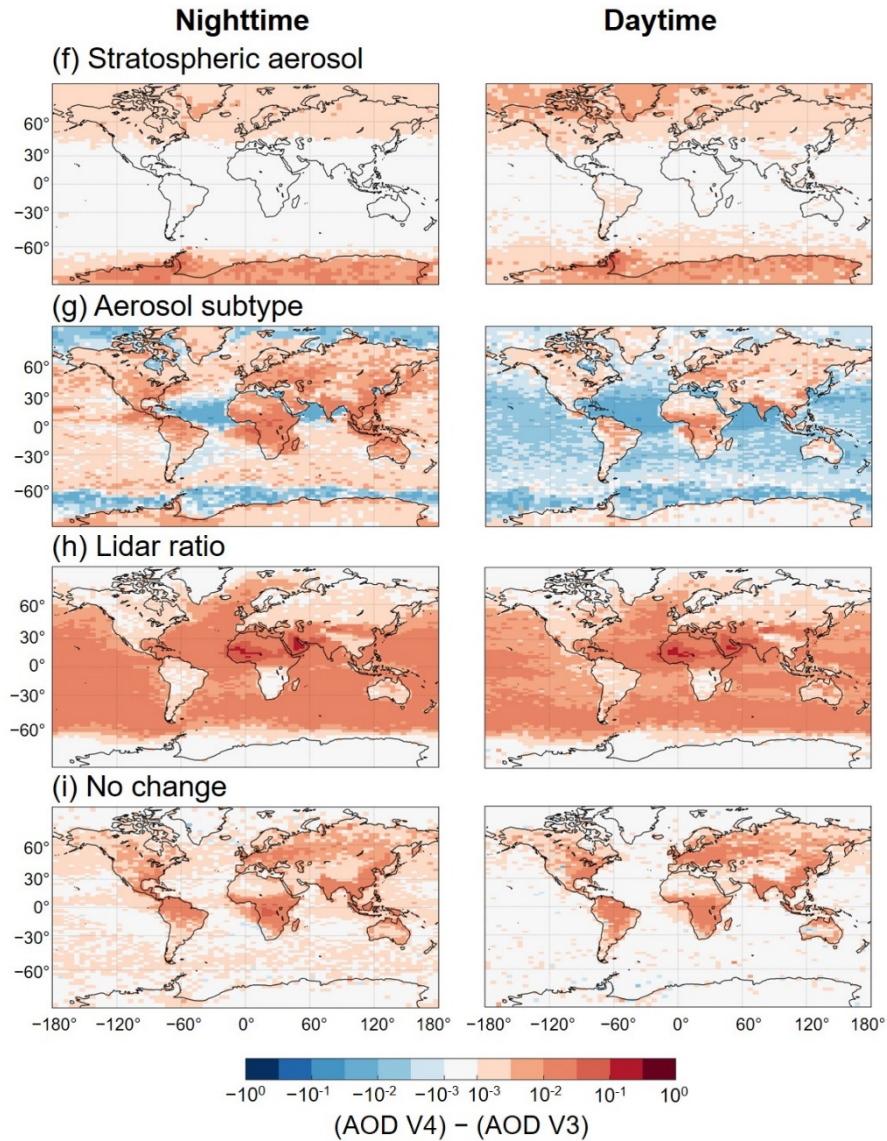 Nighttime Daytime
(f) Stratospheric aerosol
60°
30°
0°
−30°
−60°
(g) Aerosol subtype
60°
30°
0°
−30°
−60°
(h) Lidar ratio
60°
30°
0°
−30°
−60°
(i) No change
60°
30°
0°
−30°
−60°
−180° −120° −60° 0° 60° 120° 180° −180° −120° −60° 0° 60° 120° 180°
−10⁰ −10⁻¹ −10⁻² −10⁻³ 10⁻³ 10⁻² 10⁻¹ 10⁰
(AOD V4) − (AOD V3)